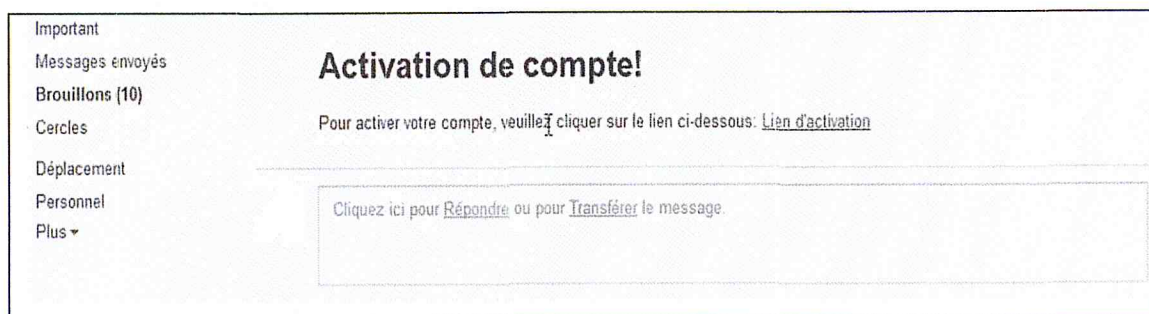 Important
Messages envoyés
Brouillons (10)
Cercles
Déplacement
Personnel
Plus
Activation de compte!
Pour activer votre compte, veuillez cliquer sur le lien ci-dessous: Lien d'activation
Cliquez ici pour Répondre ou pour Transférer le message.